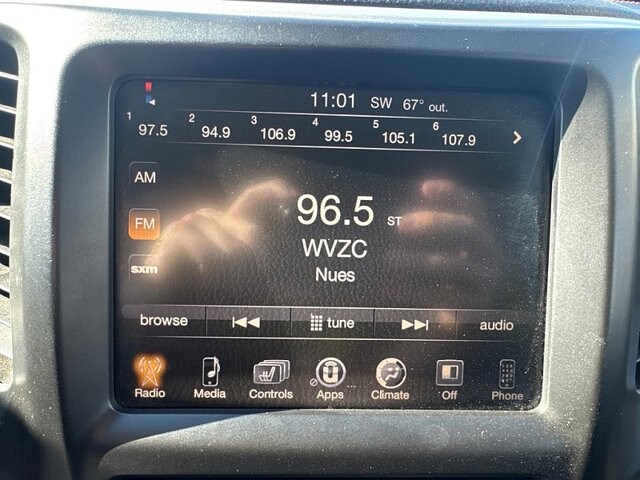 11:01 SW 67° out.
1 97.5 2 94.9 3 106.9 4 99.5 5 105.1 6 107.9
AM
FM
sxm
96.5 ST
WVZC
Nues
browse tune audio
Radio Media Controls Apps Climate Off Phone